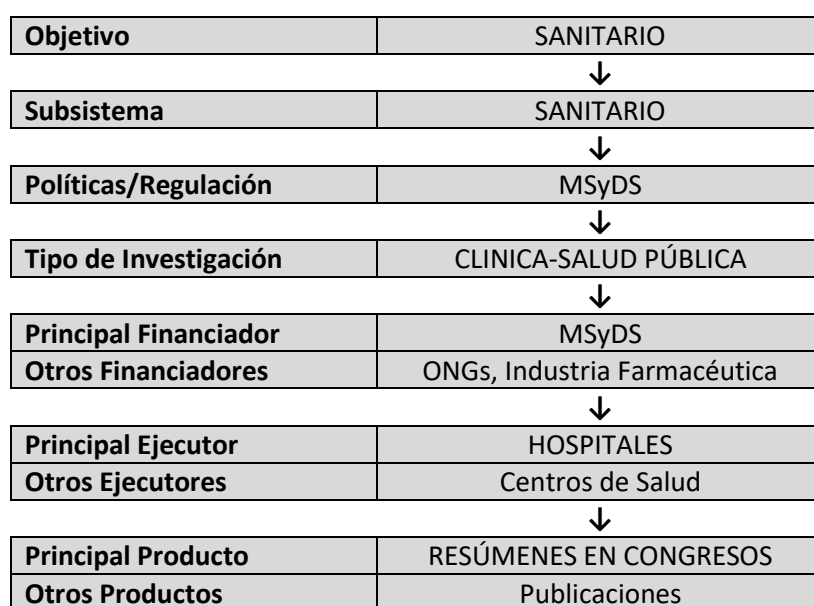 Objetivo SANITARIO
↓
Subsistema SANITARIO
↓
Políticas/Regulación MSyDS
↓
Tipo de Investigación CLINICA-SALUD PÚBLICA
↓
Principal Financiador MSyDS
Otros Financiadores ONGs, Industria Farmacéutica
↓
Principal Ejecutor HOSPITALES
Otros Ejecutores Centros de Salud
↓
Principal Producto RESÚMENES EN CONGRESOS
Otros Productos Publicaciones